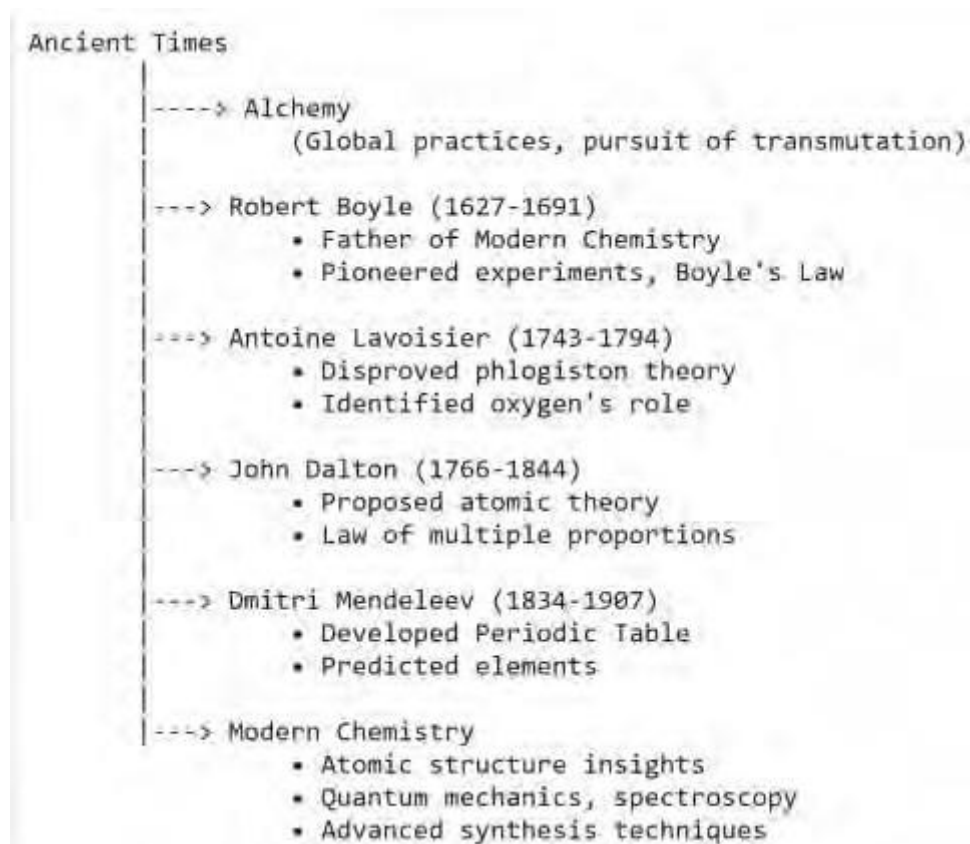 Ancient Times
|
|----> Alchemy
(Global practices, pursuit of transmutation)
|---> Robert Boyle (1627-1691)
• Father of Modern Chemistry
• Pioneered experiments, Boyle's Law
|---> Antoine Lavoisier (1743-1794)
• Disproved phlogiston theory
• Identified oxygen's role
|---> John Dalton (1766-1844)
• Proposed atomic theory
• Law of multiple proportions
|---> Dmitri Mendeleev (1834-1907)
• Developed Periodic Table
• Predicted elements
|---> Modern Chemistry
• Atomic structure insights
• Quantum mechanics, spectroscopy
• Advanced synthesis techniques